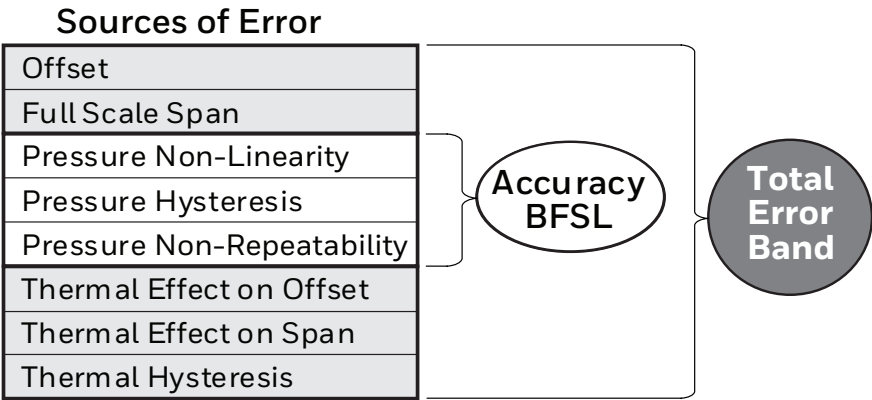 Sources of Error
Offset
Full Scale Span
Pressure Non-Linearity
Pressure Hysteresis
Pressure Non-Repeatability
Thermal Effect on Offset
Thermal Effect on Span
Thermal Hysteresis
Accuracy
BFSL
Total
Error
Band